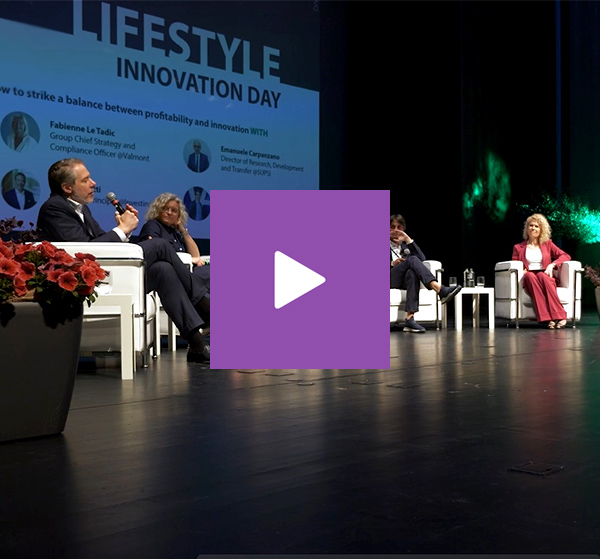 LIFESTYLE
INNOVATION DAY
to strike a balance between profitability and innovation WITH
Fabienne Le Tadic
Group Chief Strategy and
Compliance Officer @Valmont
Emanuele Carpanzano
Director of Research, Development
and Transfer @SUPSI